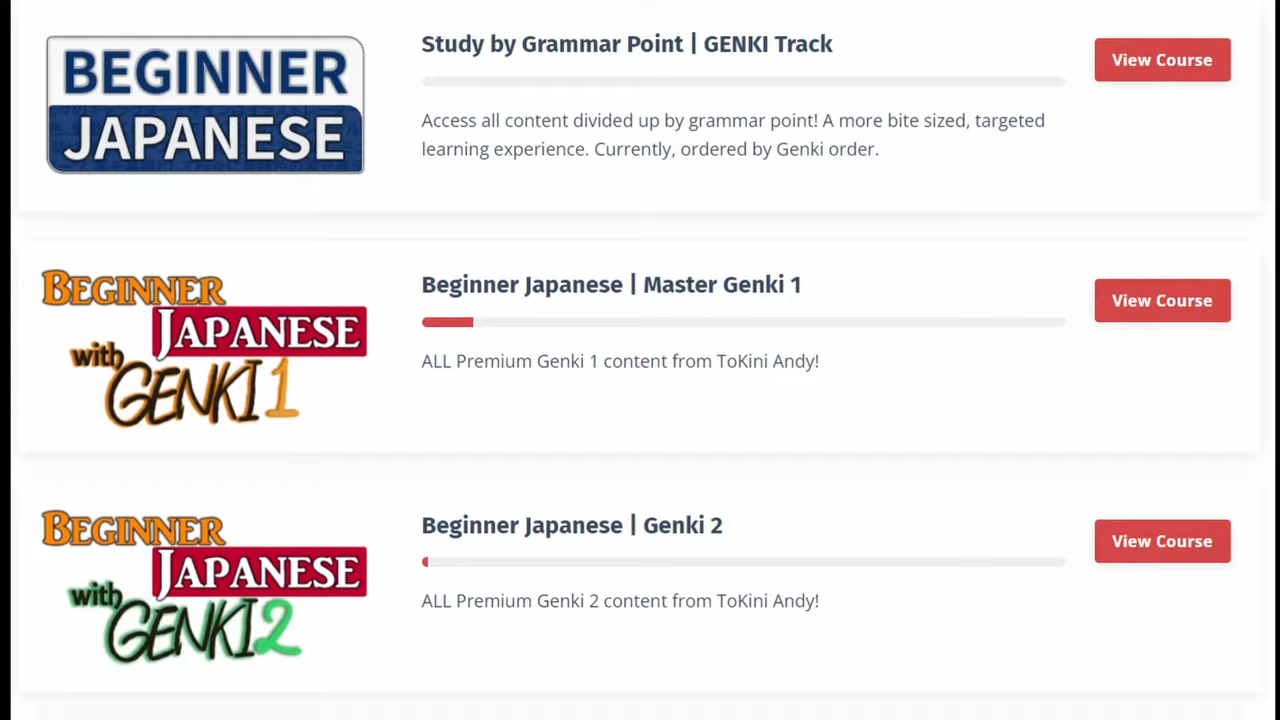 BEGINNER
JAPANESE
Study by Grammar Point | GENKI Track
Access all content divided up by grammar point! A more bite sized, targeted
learning experience. Currently, ordered by Genki order.
View Course
BEGINNER
JAPANESE
with
GENKI 1
Beginner Japanese | Master Genki 1
ALL Premium Genki 1 content from ToKini Andy!
View Course
BEGINNER
JAPANESE
with
GENKI 2
Beginner Japanese | Genki 2
ALL Premium Genki 2 content from ToKini Andy!
View Course